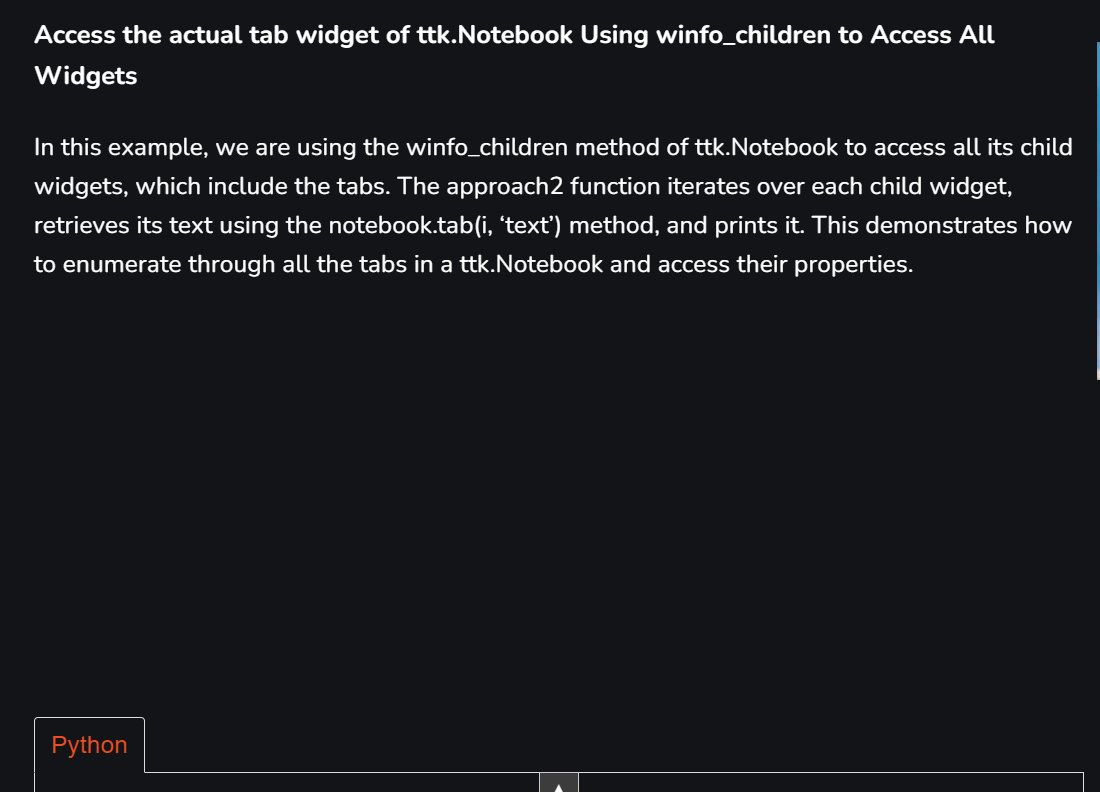 Access the actual tab widget of ttk.Notebook Using winfo_children to Access All
Widgets
In this example, we are using the winfo_children method of ttk.Notebook to access all its child
widgets, which include the tabs. The approach2 function iterates over each child widget,
retrieves its text using the notebook.tab(i, ‘text’) method, and prints it. This demonstrates how
to enumerate through all the tabs in a ttk.Notebook and access their properties.
Python